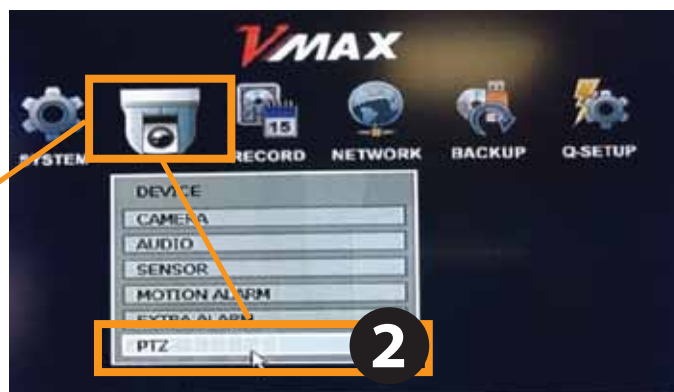 VMAX
SYSTEM
15
RECORD
NETWORK
BACKUP
Q-SETUP
DEVICE
CAMERA
AUDIO
SENSOR
MOTION ALARM
EXTRA ALARM
PTZ
2